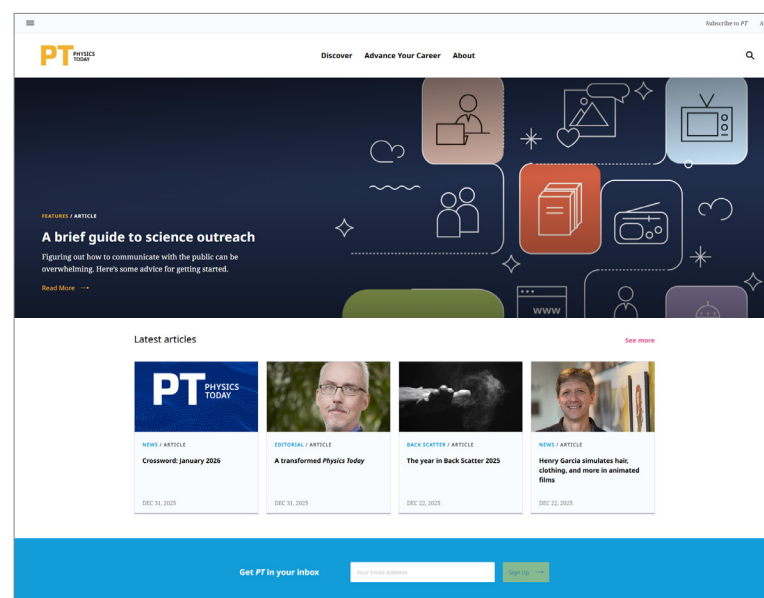 Subscribe to PT
PT PHYSICS
TODAY
Discover Advance Your Career About
FEATURES / ARTICLE
A brief guide to science outreach
Figuring out how to communicate with the public can be
overwhelming. Here's some advice for getting started.
Read More →
www
Latest articles
See more
PT PHYSICS
TODAY
NEWS / ARTICLE
Crossword: January 2026
DEC 31, 2025
EDITORIAL / ARTICLE
A transformed Physics Today
DEC 31, 2025
BACK SCATTER / ARTICLE
The year in Back Scatter 2025
DEC 22, 2025
NEWS / ARTICLE
Henry Garcia simulates hair,
clothing, and more in animated
films
DEC 22, 2025
Get PT in your inbox
Your Email Address
Sign Up →